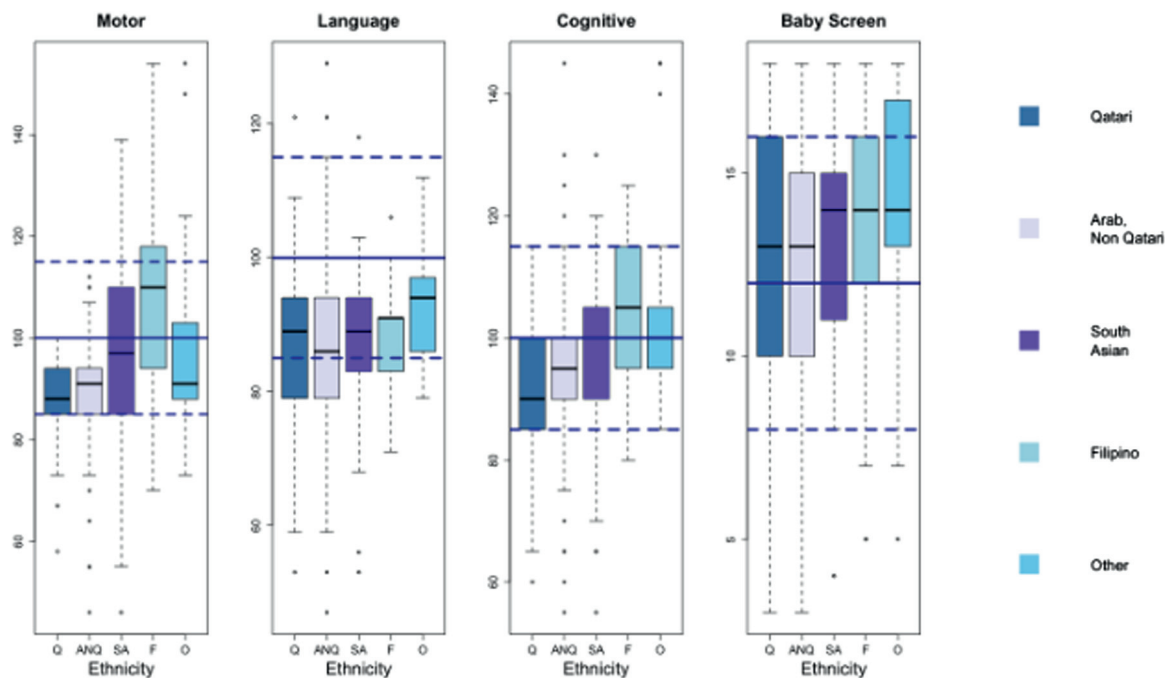 Motor
Language
Cognitive
Baby Screen
140
120
100
80
60
120
100
80
60
140
120
100
80
60
15
10
5
Q ANQ SA F O
Ethnicity
Q ANQ SA F O
Ethnicity
Q ANQ SA F O
Ethnicity
Q ANQ SA F O
Ethnicity
Qatari
Arab,
Non Qatari
South
Asian
Filipino
Other